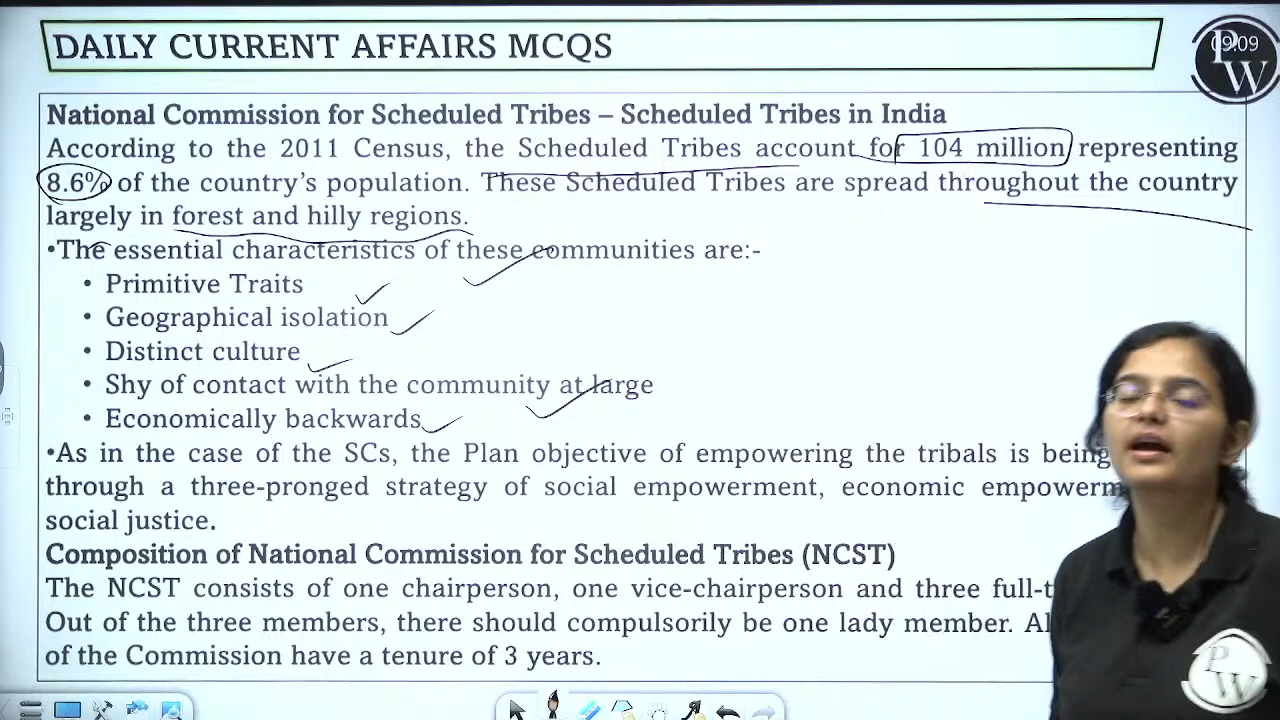 DAILY CURRENT AFFAIRS MCQS
09:09
PW
National Commission for Scheduled Tribes – Scheduled Tribes in India
According to the 2011 Census, the Scheduled Tribes account for 104 million representing
8.6% of the country's population. These Scheduled Tribes are spread throughout the country
largely in forest and hilly regions.
•The essential characteristics of these communities are:-
• Primitive Traits
• Geographical isolation
• Distinct culture
• Shy of contact with the community at large
• Economically backwards
•As in the case of the SCs, the Plan objective of empowering the tribals is being
through a three-pronged strategy of social empowerment, economic empowerm
social justice.
Composition of National Commission for Scheduled Tribes (NCST)
The NCST consists of one chairperson, one vice-chairperson and three full-t
Out of the three members, there should compulsorily be one lady member. Al
of the Commission have a tenure of 3 years.
PW